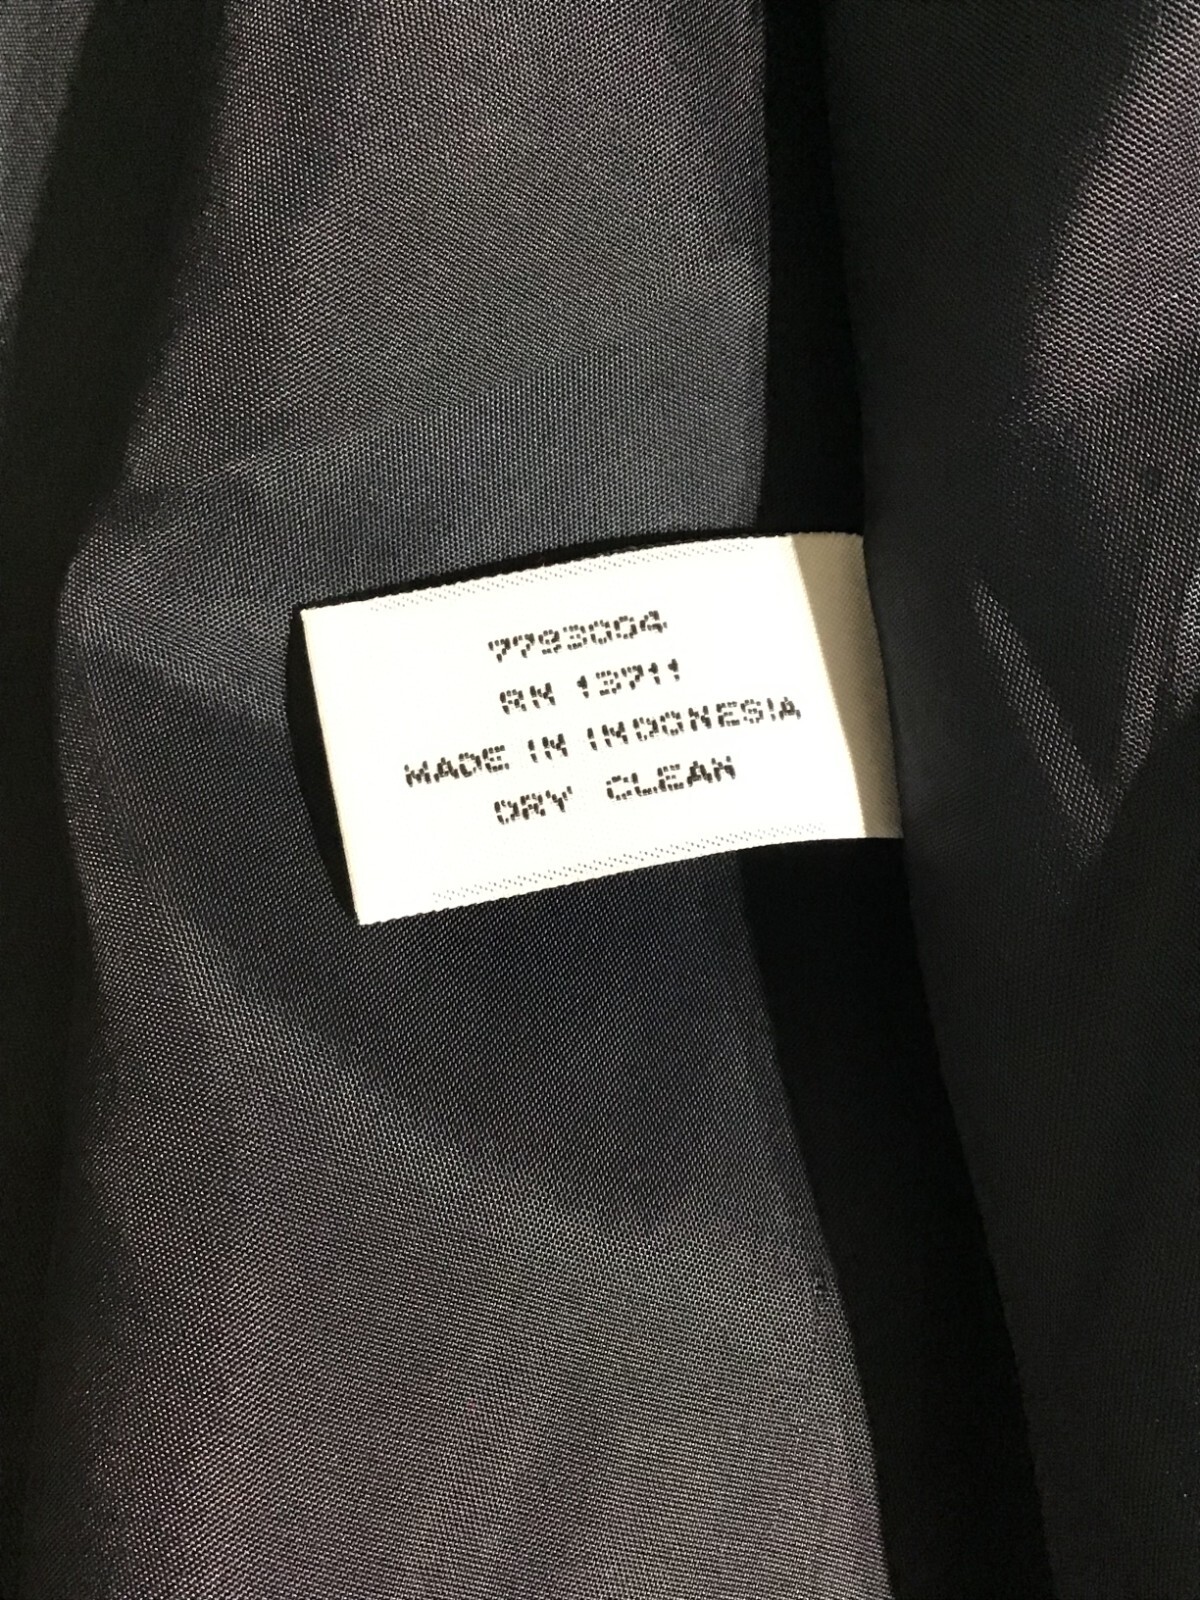 7793004
RN 13711
MADE IN INDONESIA
DRY CLEAN